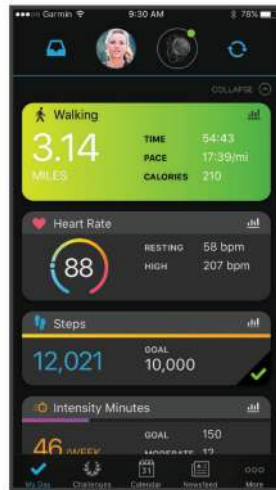 Garmin 9:30 AM 78%
COLLAPSE
Walking
3.14
MILES
TIME 54:43
PACE 17:39/mi
CALORIES 210
Heart Rate
88
RESTING 58 bpm
HIGH 207 bpm
Steps
12,021
GOAL
10,000
Intensity Minutes
46 /WEEK
GOAL 150
MODERATE 12
31
My Day Challenges Calendar Newsfeed More